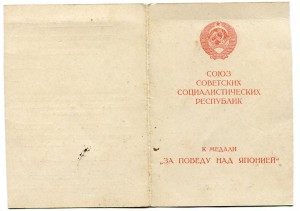 СОЮЗ
СОВЕТСКИХ
СОЦИАЛИСТИЧЕСКИХ
РЕСПУБЛИК
К МЕДАЛИ
„ЗА ПОБЕДУ НАД ЯПОНИЕЙ“